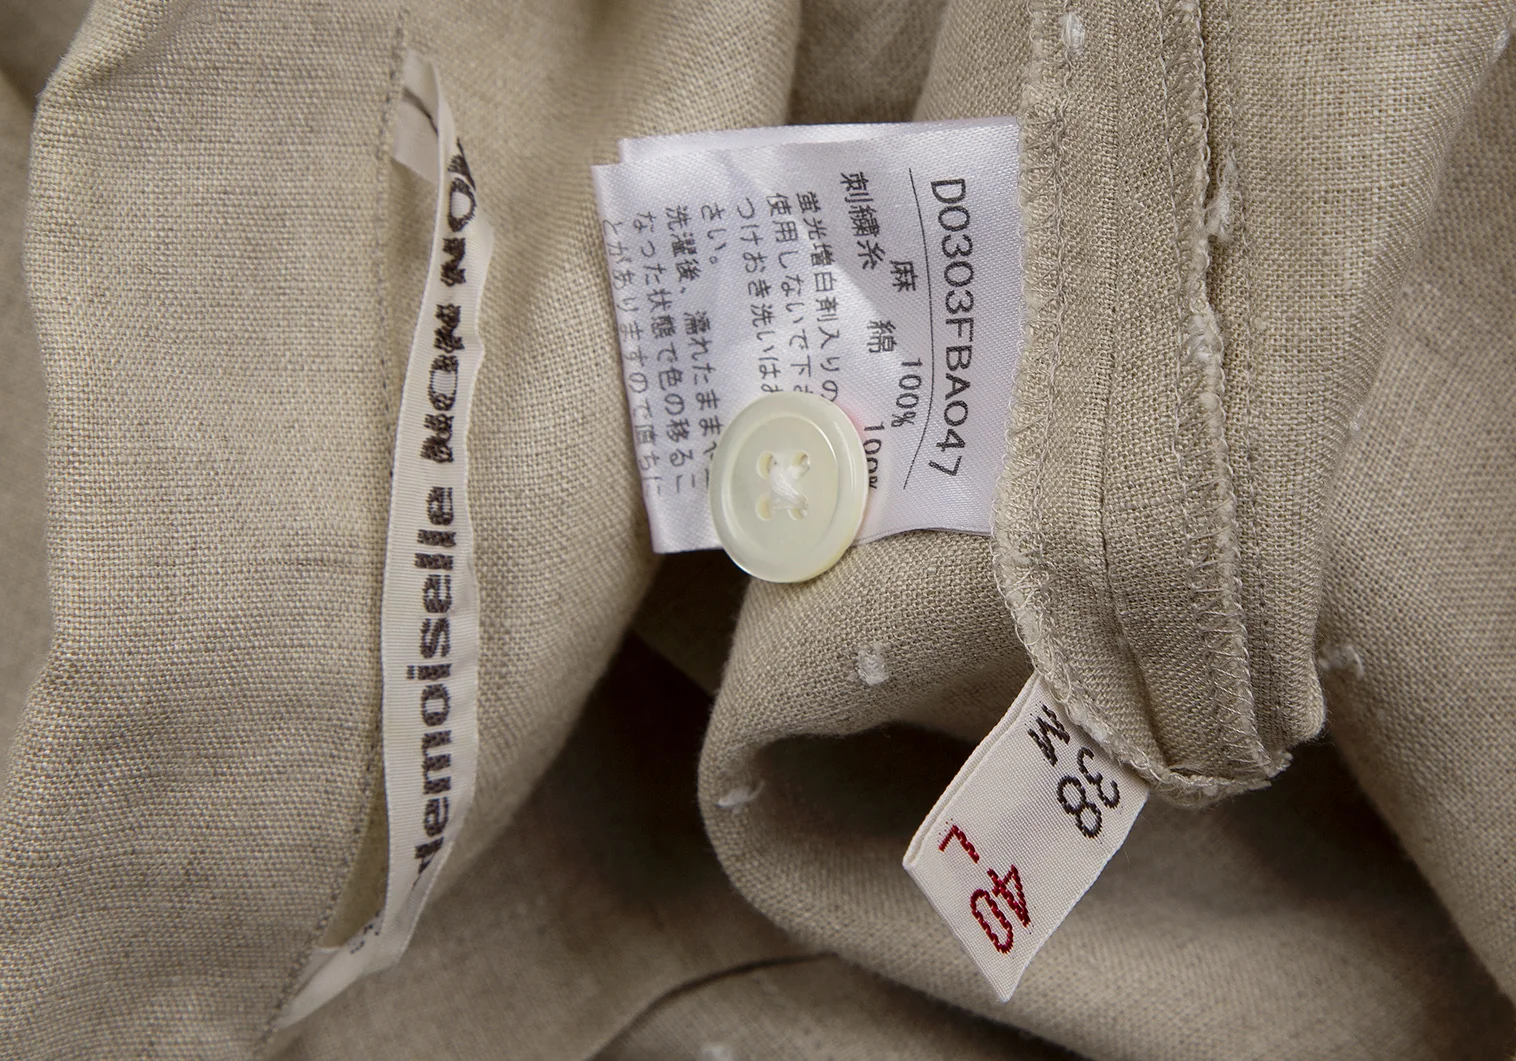 D0303FBA047
麻 100%
刺繍糸 綿 100%
蛍光増白剤入りの
使用しないで下さ
つけおき洗いはお
さい。
洗濯後、濡れたまま
なった状態で色の移るこ
とがありますので直ちに
MON
Mademoiselle NON NON
38
M
40
L